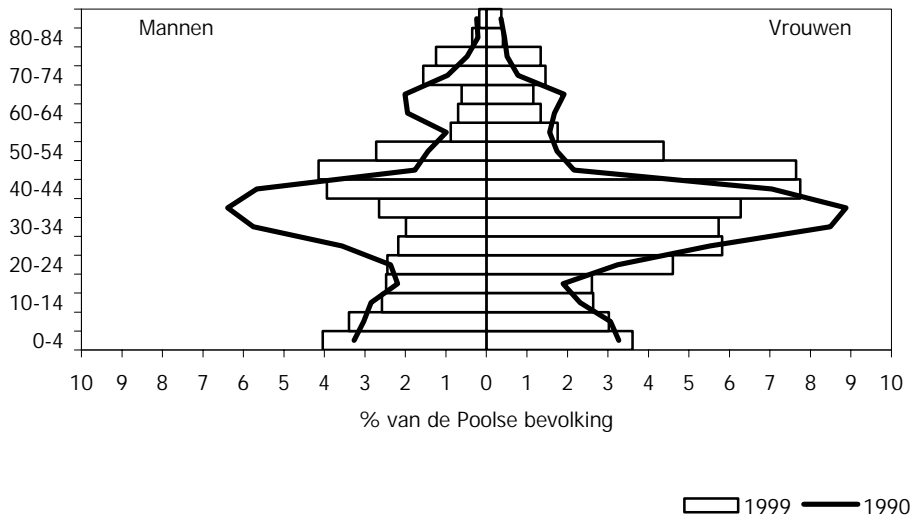 Mannen
Vrouwen
80-84
70-74
60-64
50-54
40-44
30-34
20-24
10-14
0-4
10 9 8 7 6 5 4 3 2 1 0 1 2 3 4 5 6 7 8 9 10
% van de Poolse bevolking
1999 1990